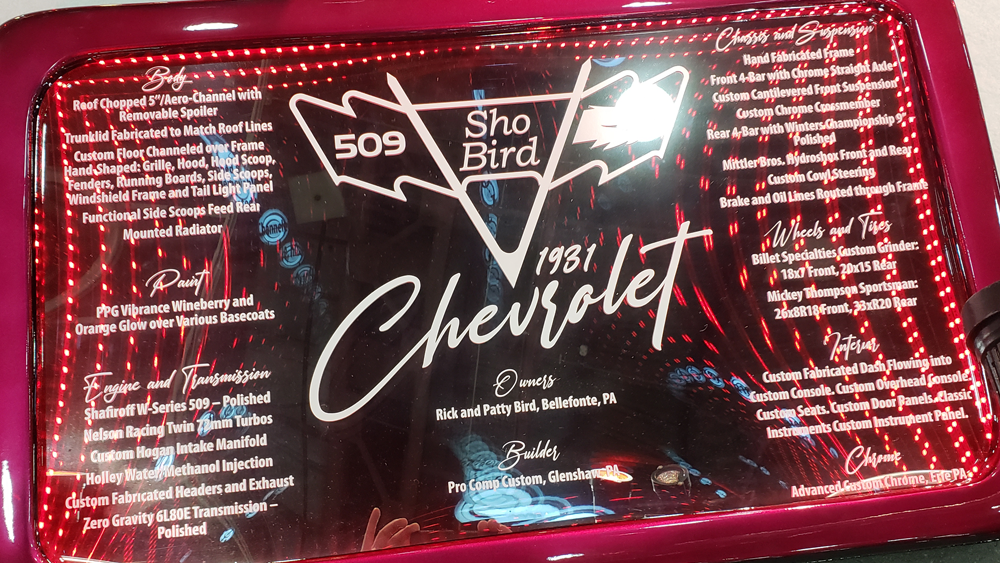 Body
Roof Chopped 5"/Aero-Channel with
Removable Spoiler
Trunklid Fabricated to Match Roof Lines
Custom Floor Channeled over Frame
Hand Shaped: Grille, Hood, Hood Scoop,
Fenders, Running Boards, Side Scoops,
Windshield Frame and Tail Light Panel
Functional Side Scoops Feed Rear
Mounted Radiator
Paint
PPG Vibrance Wineberry and
Orange Glow over Various Basecoats
Engine and Transmission
Shafiroff W-Series 509 – Polished
Nelson Racing Twin 72mm Turbos
Custom Hogan Intake Manifold
Holley Water/Methanol Injection
Custom Fabricated Headers and Exhaust
Zero Gravity 6L80E Transmission –
Polished
509
Sho
Bird
1931
Chevrolet
Owners
Rick and Patty Bird, Bellefonte, PA
Builder
Pro Comp Custom, Glenshaw PA
Chassis and Suspension
Hand Fabricated Frame
Front 4-Bar with Chrome Straight Axle
Custom Cantilevered Front Suspension
Custom Chrome Crossmember
Rear 4-Bar with Winters Championship 9"
Polished
Mittler Bros. Hydroshox Front and Rear
Custom Cowl Steering
Brake and Oil Lines Routed through Frame
Wheels and Tires
Billet Specialties Custom Grinder:
18x7 Front, 20x15 Rear
Mickey Thompson Sportsman:
26x8R18 Front, 33xR20 Rear
Interior
Custom Fabricated Dash Flowing into
Custom Console. Custom Overhead Console.
Custom Seats. Custom Door Panels. Classic
Instruments Custom Instrument Panel.
Chrome
Advanced Custom Chrome, Erie PA